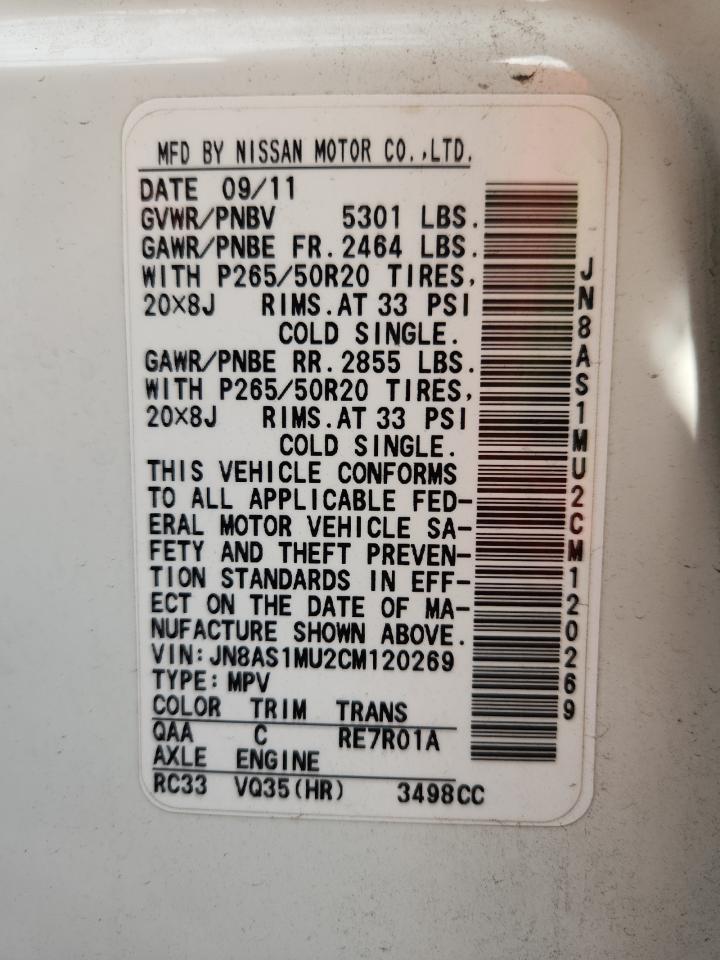 MFD BY NISSAN MOTOR CO.,LTD.
DATE 09/11
GVWR/PNBV 5301 LBS.
GAWR/PNBE FR.2464 LBS.
WITH P265/50R20 TIRES,
20×8J RIMS.AT 33 PSI
COLD SINGLE.
GAWR/PNBE RR.2855 LBS.
WITH P265/50R20 TIRES,
20×8J RIMS.AT 33 PSI
COLD SINGLE.
THIS VEHICLE CONFORMS
TO ALL APPLICABLE FED-
ERAL MOTOR VEHICLE SA-
FETY AND THEFT PREVEN-
TION STANDARDS IN EFF-
ECT ON THE DATE OF MA-
NUFACTURE SHOWN ABOVE.
VIN:JN8AS1MU2CM120269
TYPE:MPV
COLOR TRIM TRANS
QAA C RE7R01A
AXLE ENGINE
RC33 VQ35(HR) 3498CC
JN8AS1MU2CM120269